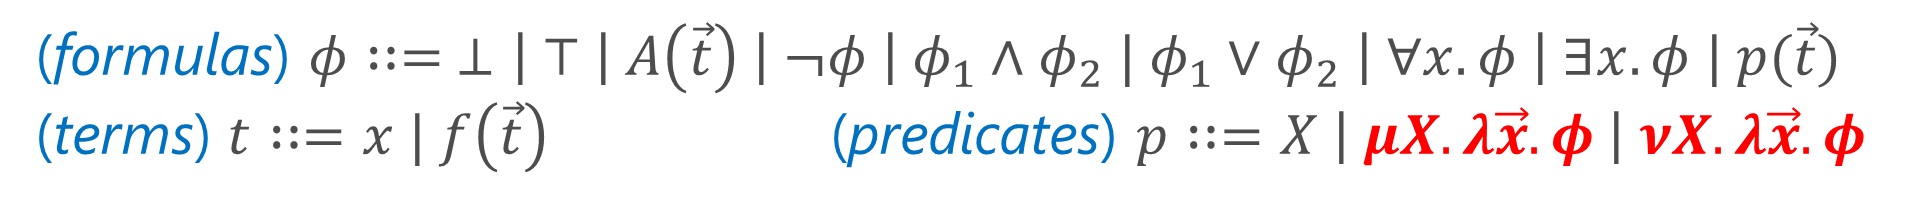 (formulas) ϕ ∷= ⊥ | ⊤ | A(t⃗) | ¬ϕ | ϕ₁ ∧ ϕ₂ | ϕ₁ ∨ ϕ₂ | ∀x. ϕ | ∃x. ϕ | p(t⃗)
(terms) t ∷= x | f(t⃗) (predicates) p ∷= X | μX. λx⃗. ϕ | νX. λx⃗. ϕ